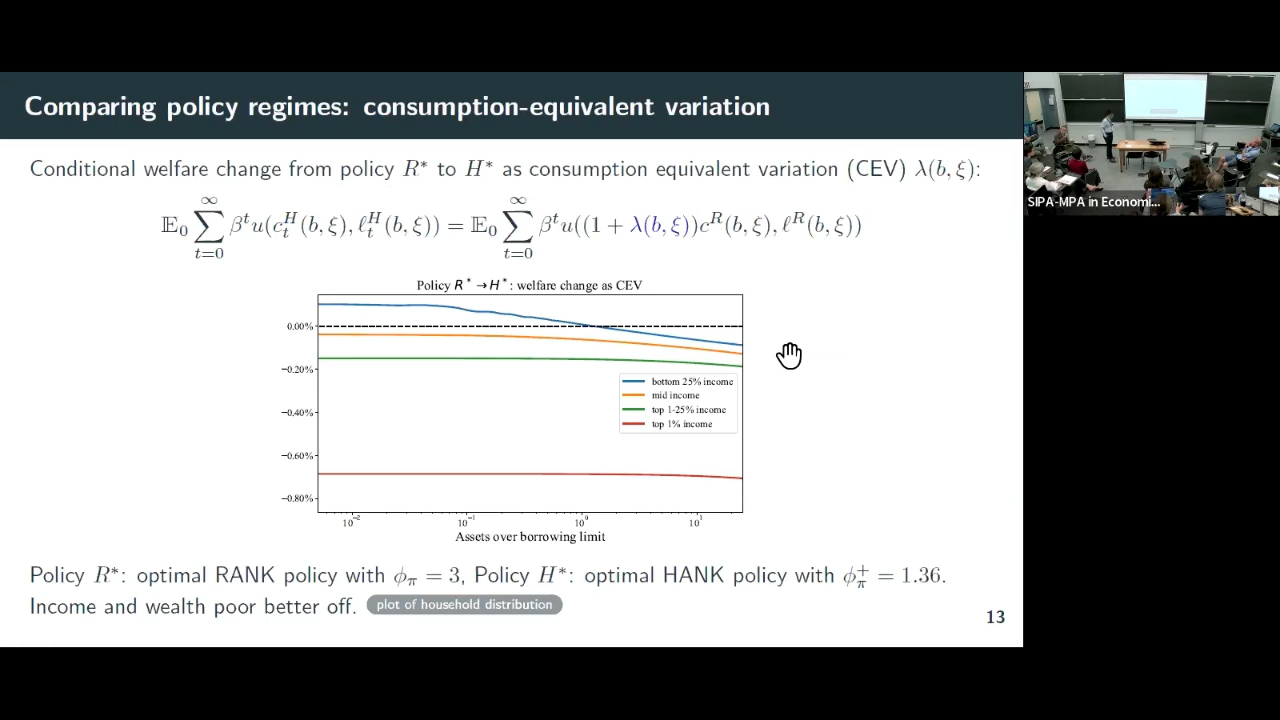 Comparing policy regimes: consumption-equivalent variation
Conditional welfare change from policy R* to H* as consumption equivalent variation (CEV) λ(b, ξ):
𝔼₀ ∑_{t=0}^{∞} βᵗu(c_t^H(b, ξ), ℓ_t^H(b, ξ)) = 𝔼₀ ∑_{t=0}^{∞} βᵗu((1 + λ(b, ξ))c^R(b, ξ), ℓ^R(b, ξ))
Policy R* → H*: welfare change as CEV
0.00%
−0.20%
−0.40%
−0.60%
−0.80%
bottom 25% income
mid income
top 1-25% income
top 1% income
10⁻² 10⁻¹ 10⁰ 10¹
Assets over borrowing limit
Policy R*: optimal RANK policy with ϕ_π = 3, Policy H*: optimal HANK policy with ϕ_π^+ = 1.36.
Income and wealth poor better off. plot of household distribution
13
SIPA-MPA in Economi...